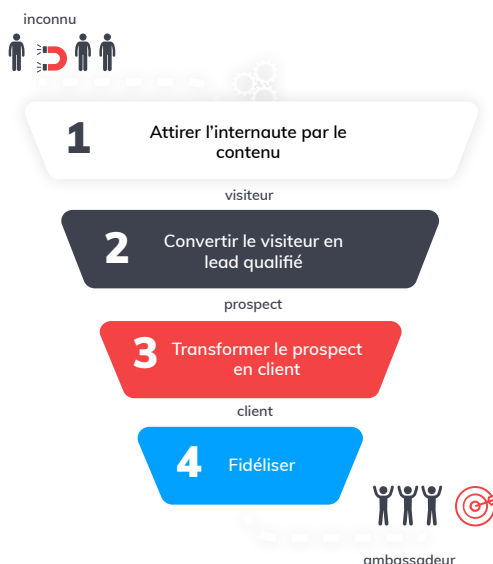 inconnu
1
Attirer l’internaute par le
contenu
visiteur
2
Convertir le visiteur en
lead qualifié
prospect
3
Transformer le prospect
en client
client
4
Fidéliser
ambassadeur